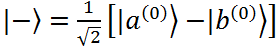 |−⟩ = 1/√2 [|a⁽⁰⁾⟩ −|b⁽⁰⁾⟩]